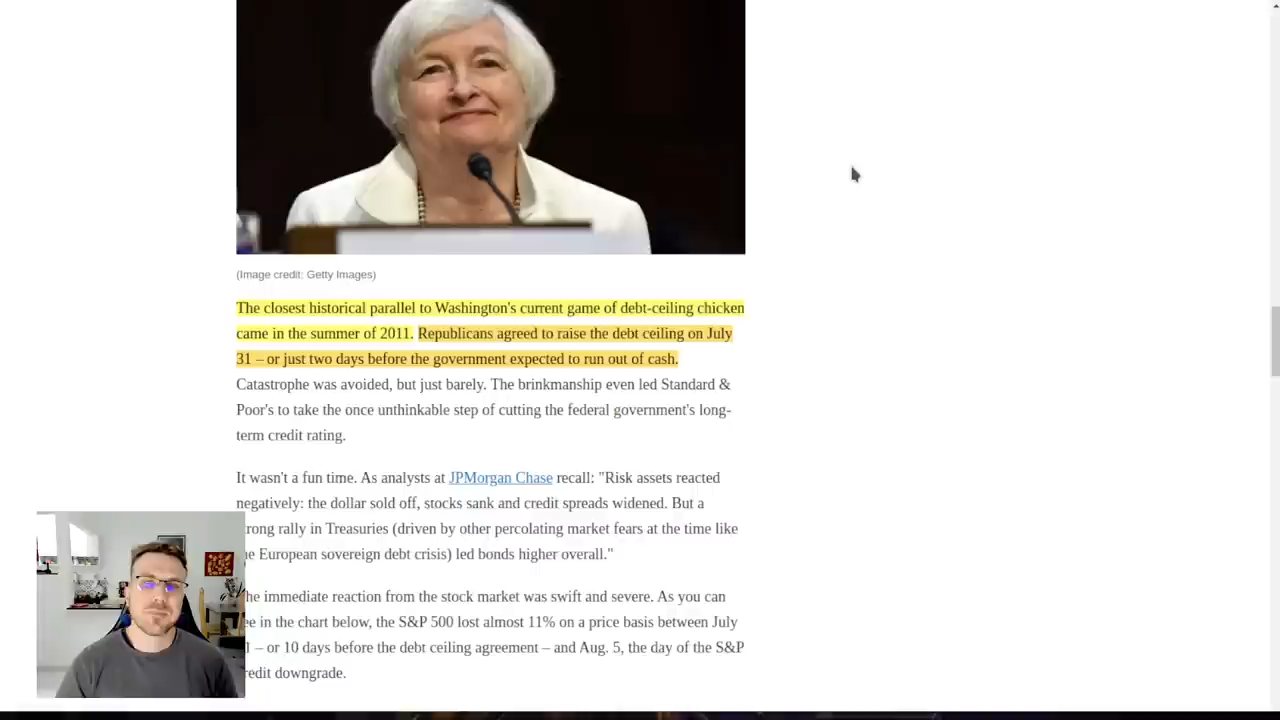 (Image credit: Getty Images)
The closest historical parallel to Washington's current game of debt-ceiling chicken
came in the summer of 2011. Republicans agreed to raise the debt ceiling on July
31 – or just two days before the government expected to run out of cash.
Catastrophe was avoided, but just barely. The brinkmanship even led Standard &
Poor's to take the once unthinkable step of cutting the federal government's long-
term credit rating.
It wasn't a fun time. As analysts at JPMorgan Chase recall: "Risk assets reacted
negatively: the dollar sold off, stocks sank and credit spreads widened. But a
trong rally in Treasuries (driven by other percolating market fears at the time like
e European sovereign debt crisis) led bonds higher overall."
he immediate reaction from the stock market was swift and severe. As you can
ee in the chart below, the S&P 500 lost almost 11% on a price basis between July
1 – or 10 days before the debt ceiling agreement – and Aug. 5, the day of the S&P
redit downgrade.